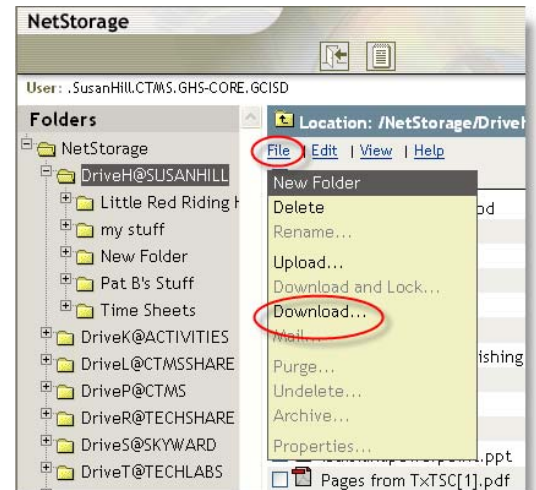 NetStorage
User: .SusanHill.CTMS.GHS-CORE.GCISD
Folders
NetStorage
DriveH@SUSANHILL
Little Red Riding H
my stuff
New Folder
Pat B's Stuff
Time Sheets
DriveK@ACTIVITIES
DriveL@CTMSSHARE
DriveP@CTMS
DriveR@TECHSHARE
DriveS@SKYWARD
DriveT@TECHLABS
Location: /NetStorage/DriveH
File | Edit | View | Help
New Folder
Delete
Rename...
Upload...
Download and Lock...
Download...
Mail...
Purge...
Undelete...
Archive...
Properties...
od
ishing
.ppt
Pages from TxTSC[1].pdf